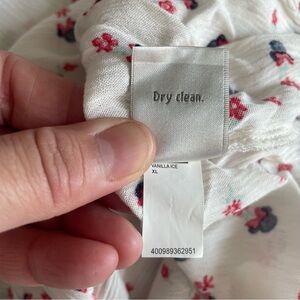 Dry clean.
VANILLA ICE
XL
400989362951